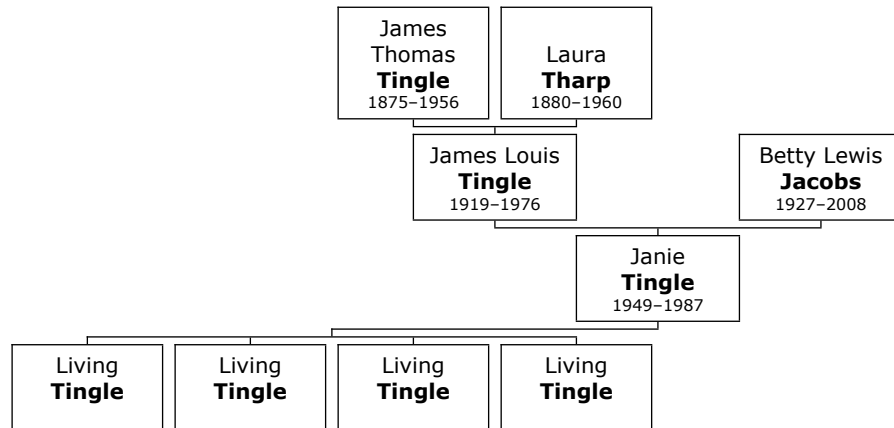 James
Thomas
Tingle
1875–1956
Laura
Tharp
1880–1960
James Louis
Tingle
1919–1976
Betty Lewis
Jacobs
1927–2008
Janie
Tingle
1949–1987
Living
Tingle
Living
Tingle
Living
Tingle
Living
Tingle